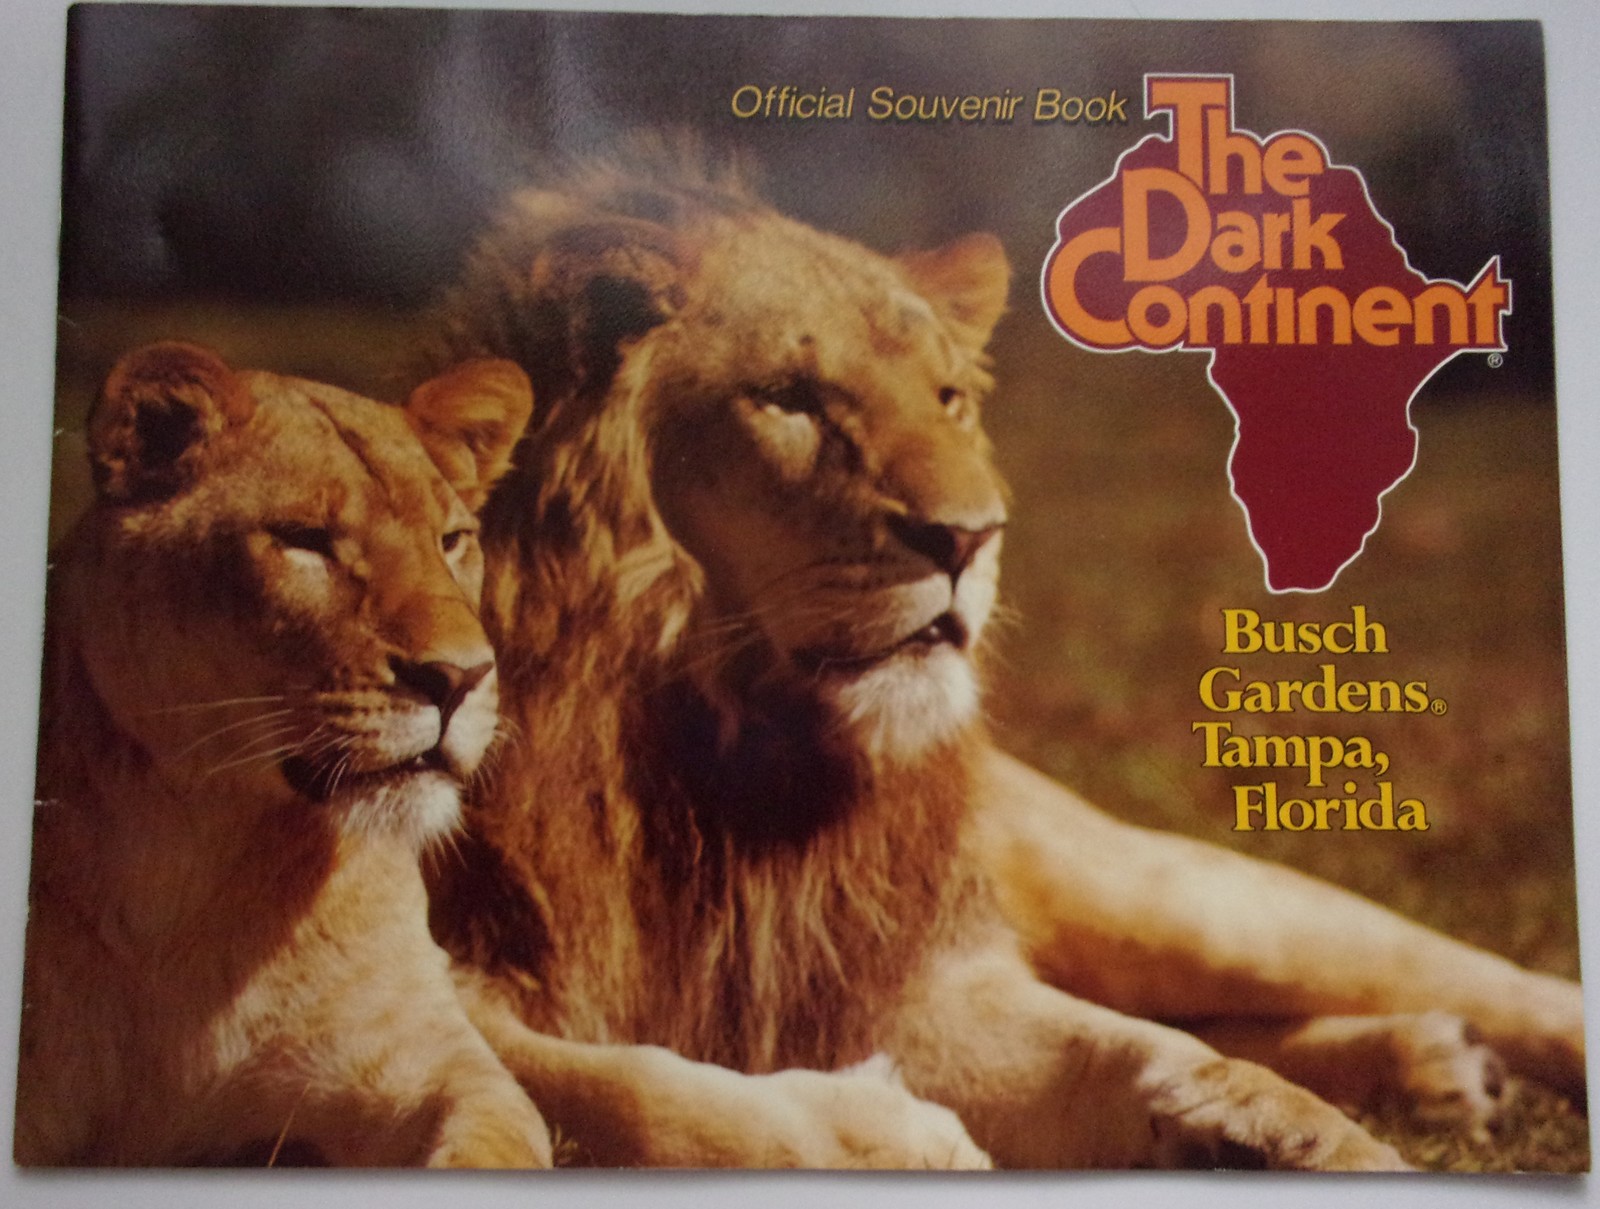 Official Souvenir Book
The
Dark
Continent
®
Busch
Gardens®
Tampa,
Florida